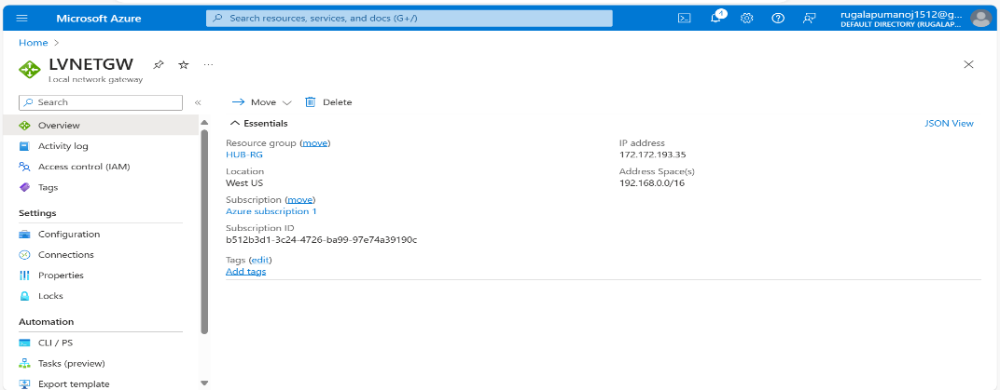 Microsoft Azure
Search resources, services, and docs (G+/)
4
rugalapumanoj1512@g...
DEFAULT DIRECTORY (RUGALAP...
Home >
LVNETGW
...
Local network gateway
Search
«
Overview
Activity log
Access control (IAM)
Tags
Settings
Configuration
Connections
Properties
Locks
Automation
CLI / PS
Tasks (preview)
Export template
Move
Delete
Essentials
JSON View
Resource group (move)
HUB-RG
Location
West US
Subscription (move)
Azure subscription 1
Subscription ID
b512b3d1-3c24-4726-ba99-97e74a39190c
Tags (edit)
Add tags
IP address
172.172.193.35
Address Space(s)
192.168.0.0/16